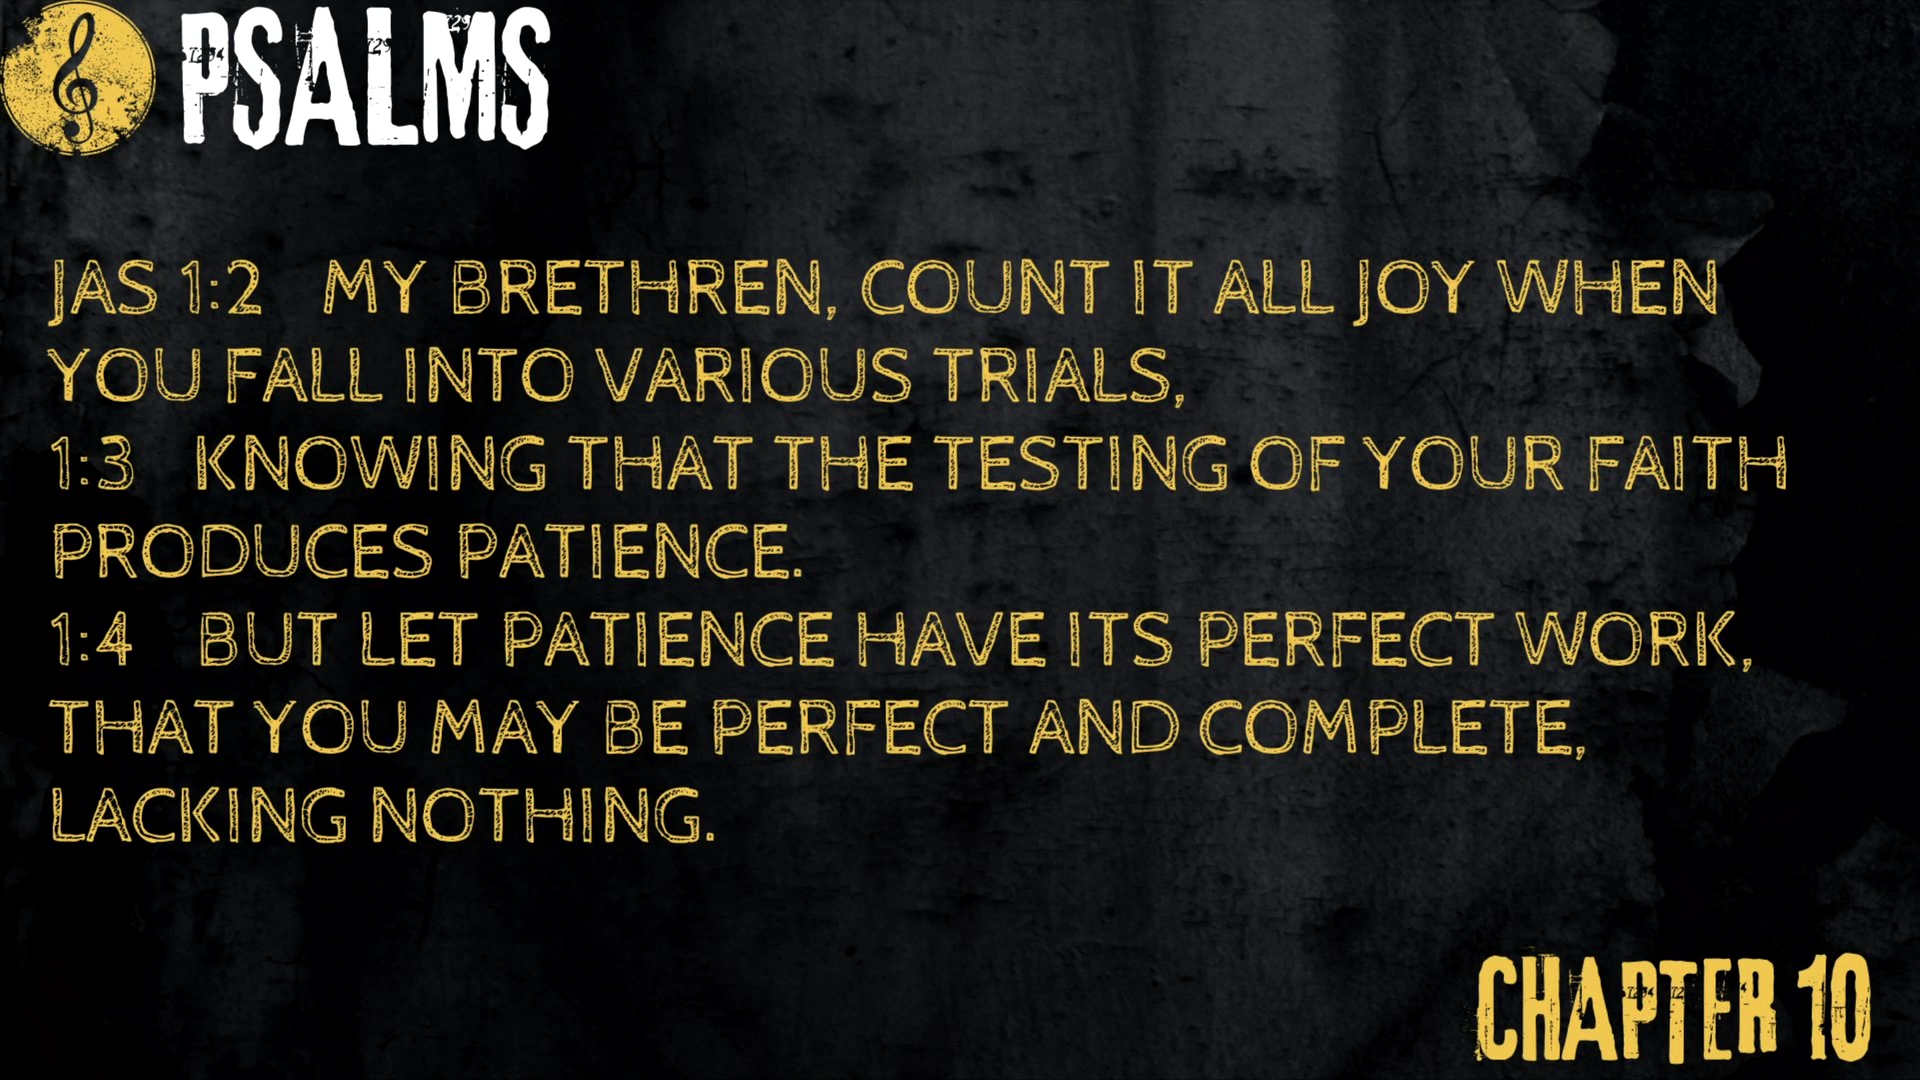 PSALMS
JAS 1:2 MY BRETHREN, COUNT IT ALL JOY WHEN
YOU FALL INTO VARIOUS TRIALS,
1:3 KNOWING THAT THE TESTING OF YOUR FAITH
PRODUCES PATIENCE.
1:4 BUT LET PATIENCE HAVE ITS PERFECT WORK,
THAT YOU MAY BE PERFECT AND COMPLETE,
LACKING NOTHING.
CHAPTER 10